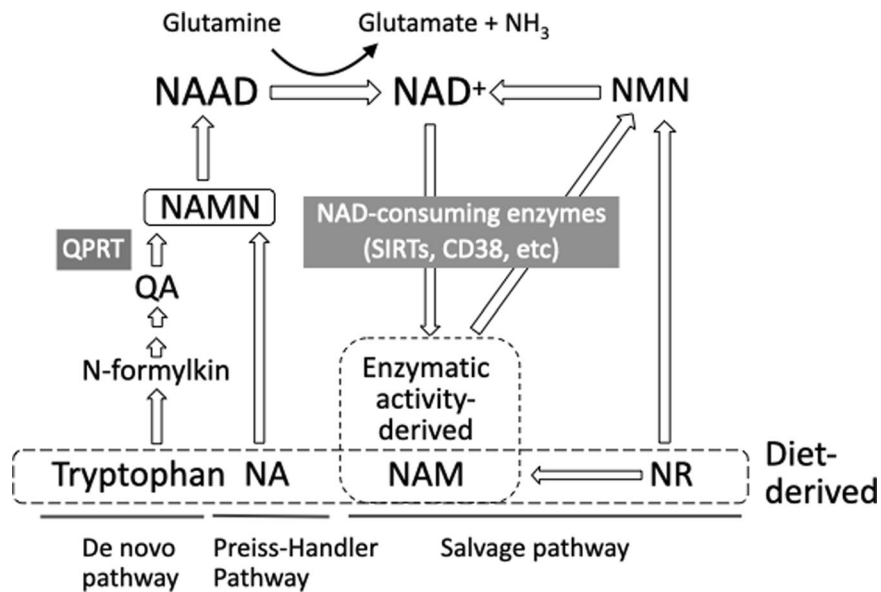 Glutamine
Glutamate + NH₃
NAAD
NAD⁺
NMN
NAMN
NAD-consuming enzymes
(SIRTs, CD38, etc)
QPRT
QA
N-formylkin
Enzymatic
activity-
derived
Tryptophan
NA
NAM
NR
Diet-
derived
De novo
pathway
Preiss-Handler
Pathway
Salvage pathway